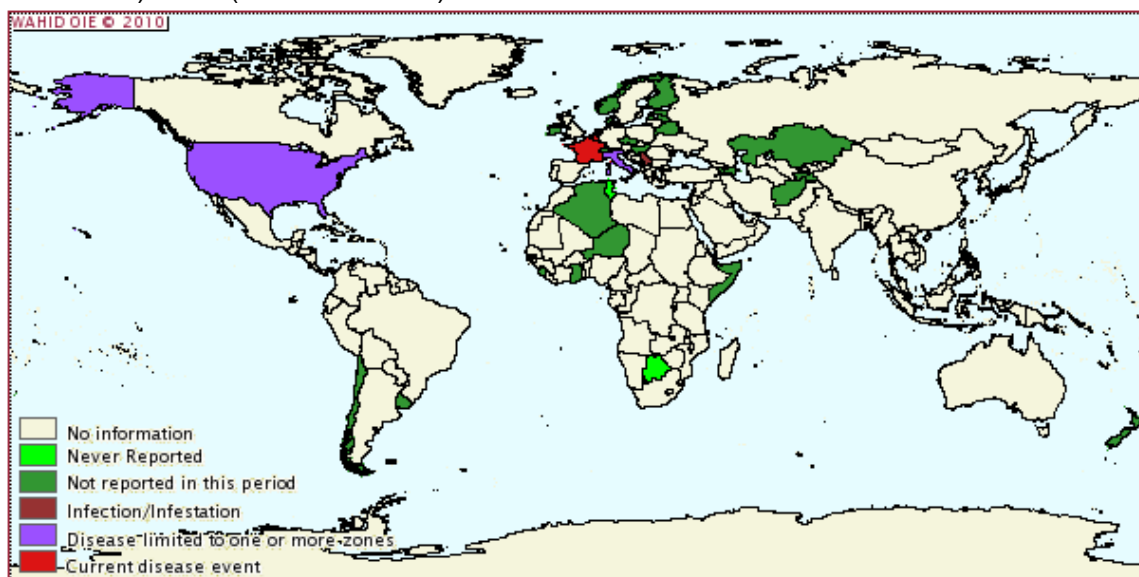 WAHID OIE © 2010
No information
Never Reported
Not reported in this period
Infection/Infestation
Disease limited to one or more zones
Current disease event